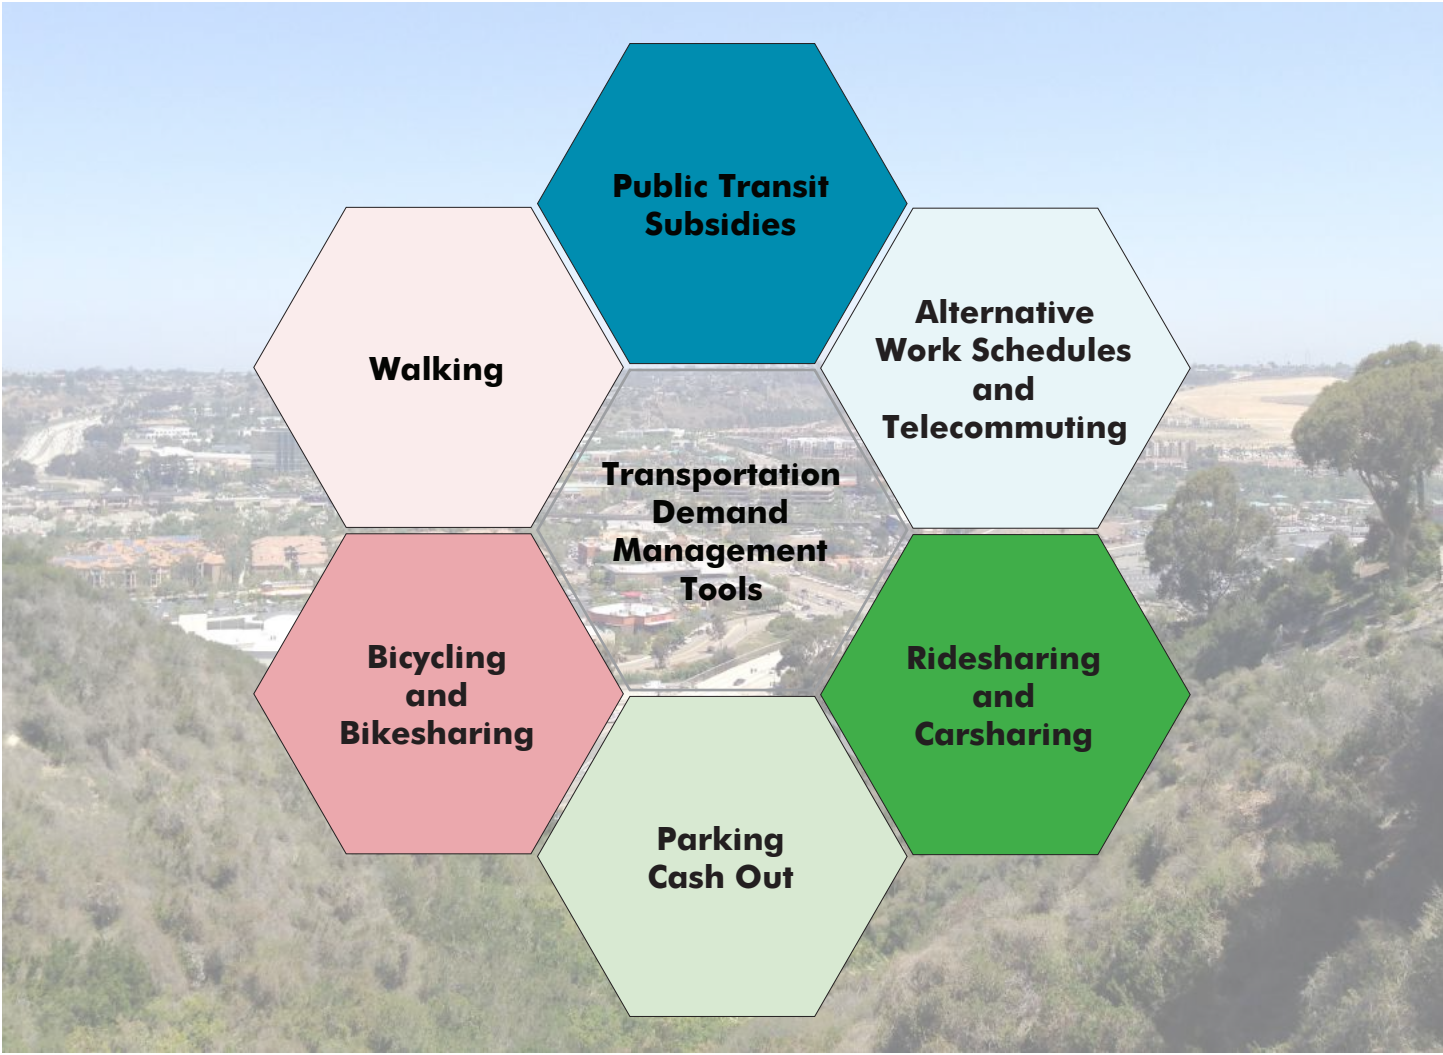 Public Transit
Subsidies
Walking
Alternative
Work Schedules
and
Telecommuting
Transportation
Demand
Management
Tools
Bicycling
and
Bikesharing
Ridesharing
and
Carsharing
Parking
Cash Out